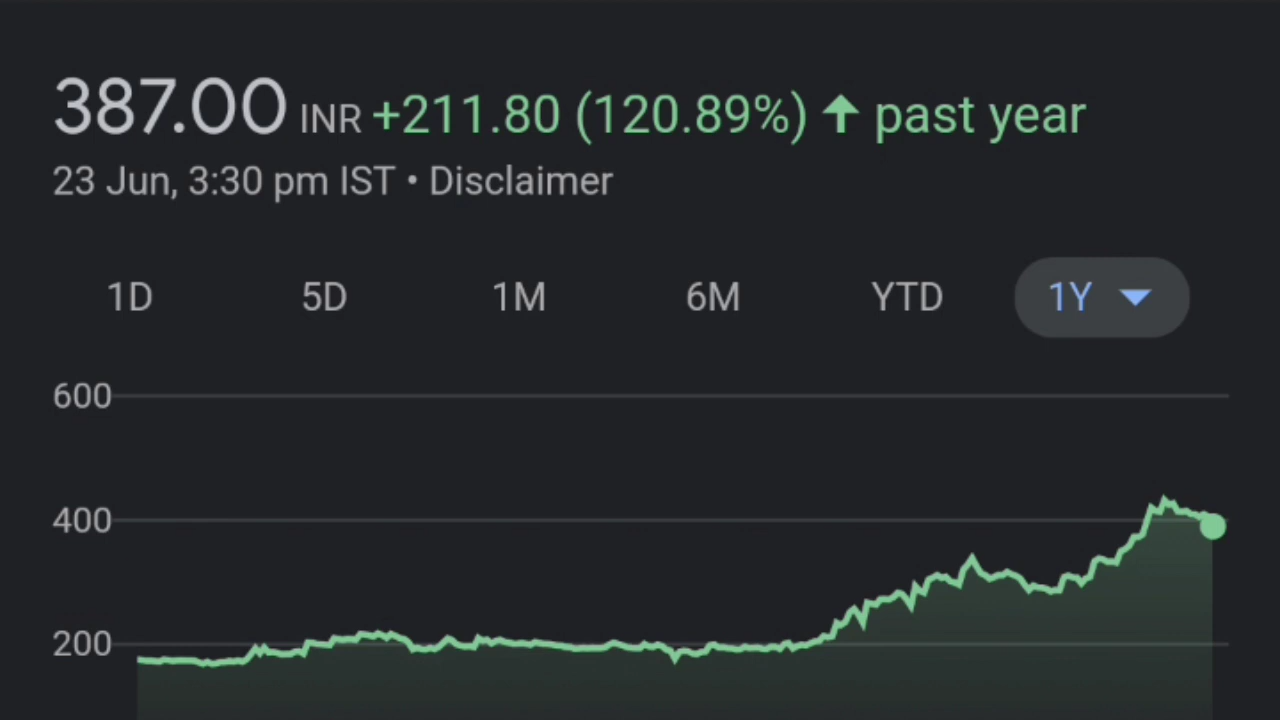 387.00 INR +211.80 (120.89%) ↑ past year
23 Jun, 3:30 pm IST • Disclaimer
1D 5D 1M 6M YTD 1Y
600
400
200